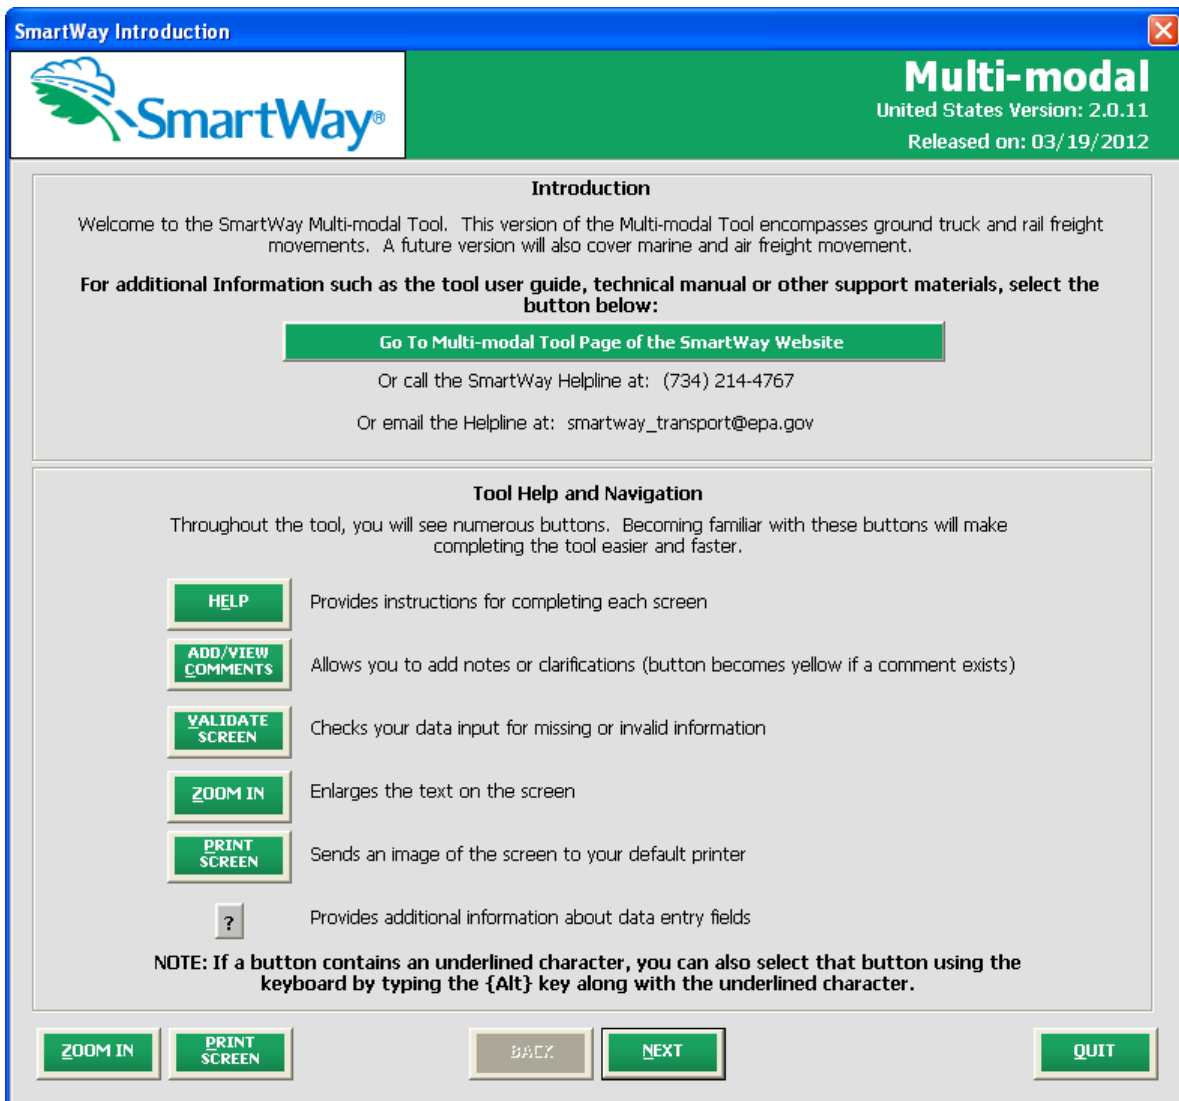 SmartWay Introduction
SmartWay®
Multi-modal
United States Version: 2.0.11
Released on: 03/19/2012
Introduction
Welcome to the SmartWay Multi-modal Tool. This version of the Multi-modal Tool encompasses ground truck and rail freight
movements. A future version will also cover marine and air freight movement.
For additional Information such as the tool user guide, technical manual or other support materials, select the
button below:
Go To Multi-modal Tool Page of the SmartWay Website
Or call the SmartWay Helpline at: (734) 214-4767
Or email the Helpline at: smartway_transport@epa.gov
Tool Help and Navigation
Throughout the tool, you will see numerous buttons. Becoming familiar with these buttons will make
completing the tool easier and faster.
HELP
Provides instructions for completing each screen
ADD/VIEW
COMMENTS
Allows you to add notes or clarifications (button becomes yellow if a comment exists)
VALIDATE
SCREEN
Checks your data input for missing or invalid information
ZOOM IN
Enlarges the text on the screen
PRINT
SCREEN
Sends an image of the screen to your default printer
?
Provides additional information about data entry fields
NOTE: If a button contains an underlined character, you can also select that button using the
keyboard by typing the {Alt} key along with the underlined character.
ZOOM IN
PRINT
SCREEN
BACK
NEXT
QUIT